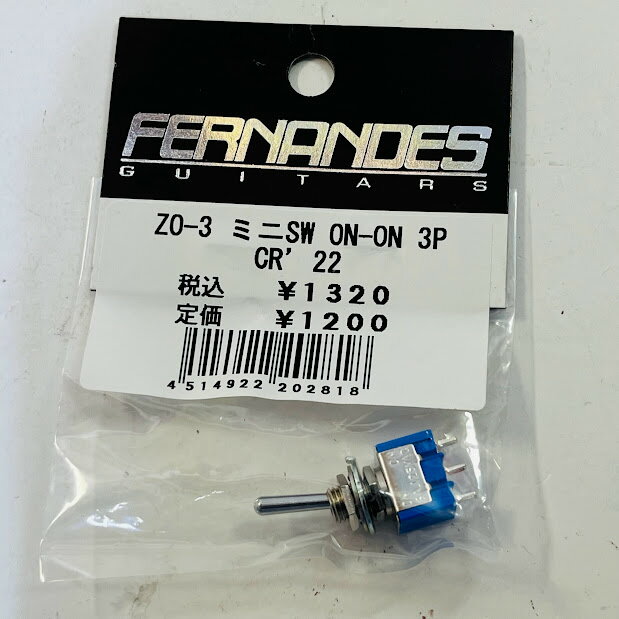 FERNANDES
GUITARS
ZO-3 ミニSW ON-ON 3P
CR' 22
税込 ¥1320
定価 ¥1200
4 514922 202818